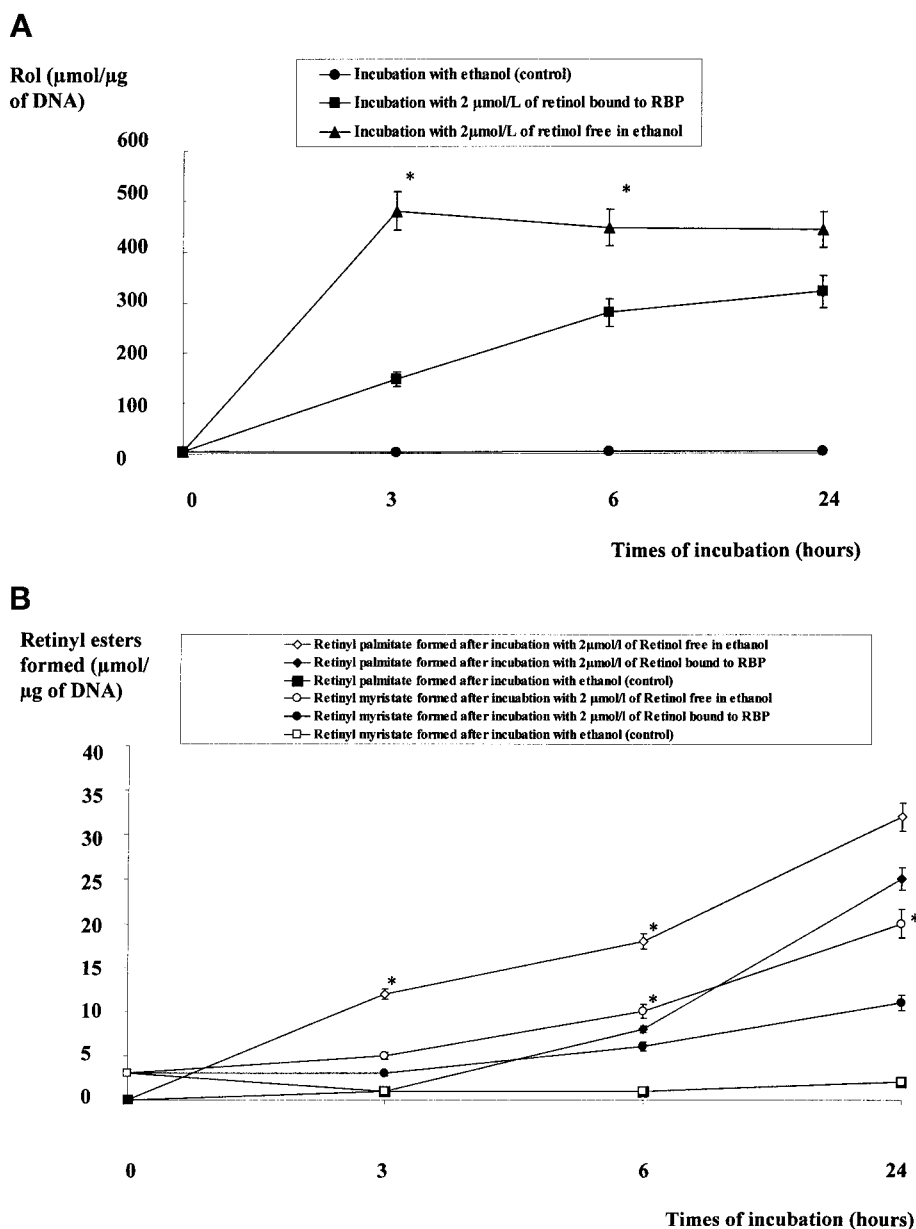 A
Rol (µmol/µg
of DNA)
Incubation with ethanol (control)
Incubation with 2 µmol/L of retinol bound to RBP
Incubation with 2µmol/L of retinol free in ethanol
600
500
400
300
200
100
0
*
*
0 3 6 24
Times of incubation (hours)
B
Retinyl esters
formed (µmol/
µg of DNA)
Retinyl palmitate formed after incubation with 2µmol/l of Retinol free in ethanol
Retinyl palmitate formed after incubation with 2µmol/l of Retinol bound to RBP
Retinyl palmitate formed after incubation with ethanol (control)
Retinyl myristate formed after incuabtion with 2 µmol/l of Retinol free in ethanol
Retinyl myristate formed after incubation with 2 µmol/l of Retinol bound to RBP
Retinyl myristate formed after incubation with ethanol (control)
40
35
30
25
20
15
10
5
0
*
*
*
*
0 3 6 24
Times of incubation (hours)